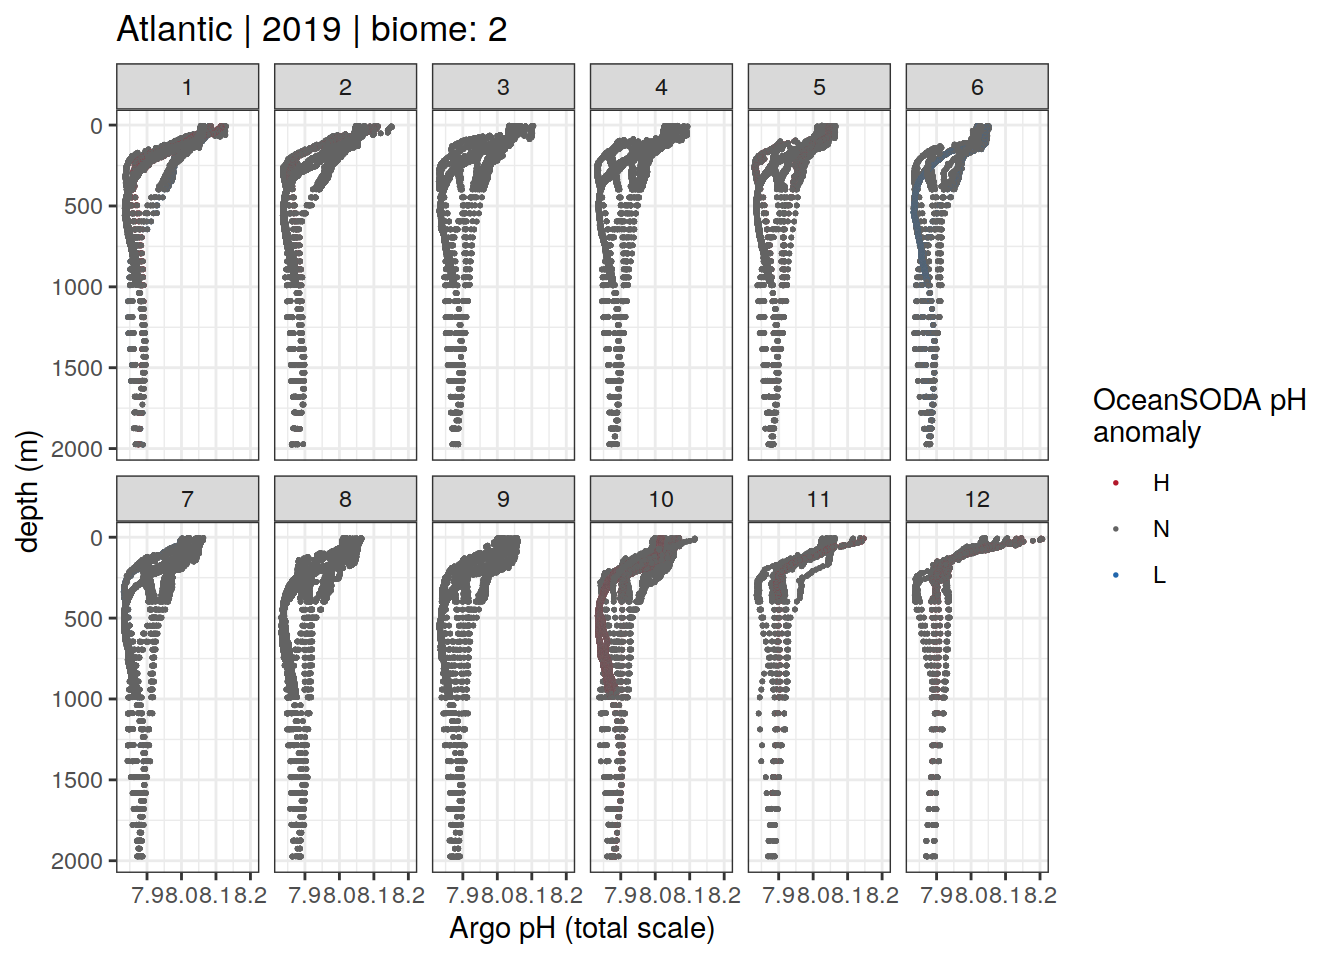 Atlantic | 2019 | biome: 2
1 2 3 4 5 6
0
500
1000
1500
2000
7 8 9 10 11 12
0
500
1000
1500
2000
7.98.08.18.2 7.98.08.18.2 7.98.08.18.2 7.98.08.18.2 7.98.08.18.2 7.98.08.18.2
Argo pH (total scale)
depth (m)
OceanSODA pH
anomaly
H
N
L